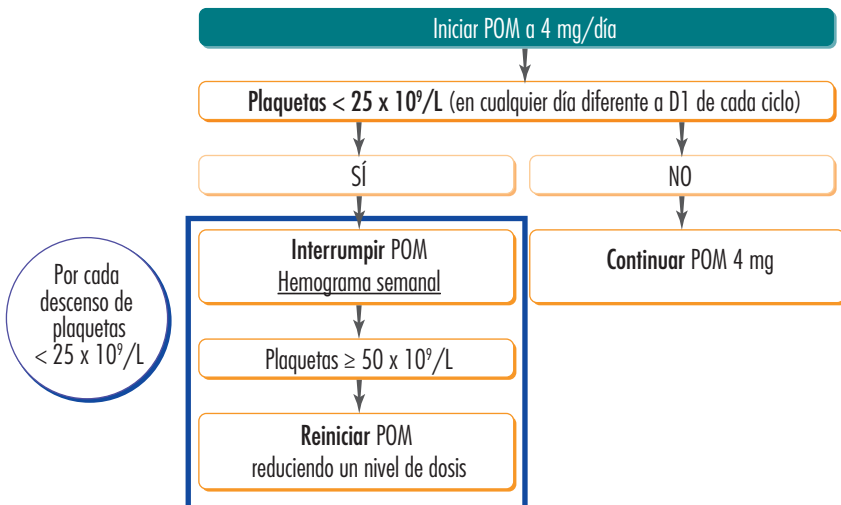 Iniciar POM a 4 mg/día
Plaquetas < 25 x 10⁹/L (en cualquier día diferente a D1 de cada ciclo)
SÍ
NO
Interrumpir POM
Hemograma semanal
Continuar POM 4 mg
Por cada
descenso de
plaquetas
< 25 x 10⁹/L
Plaquetas ≥ 50 x 10⁹/L
Reiniciar POM
reduciendo un nivel de dosis